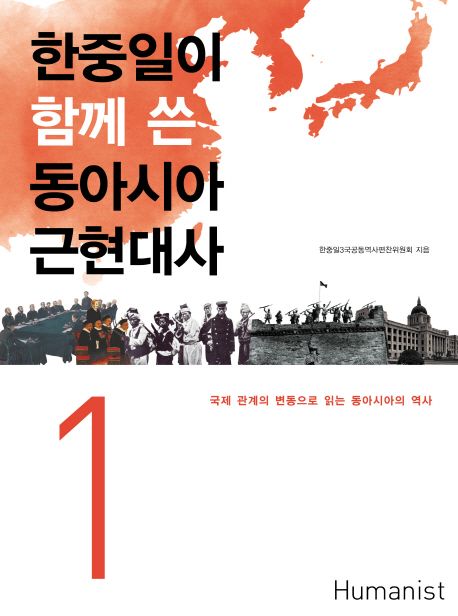 한중일이
함께 쓴
동아시아
근현대사
한중일3국공동역사편찬위원회 지음
국제 관계의 변동으로 읽는 동아시아의 역사
1
Humanist